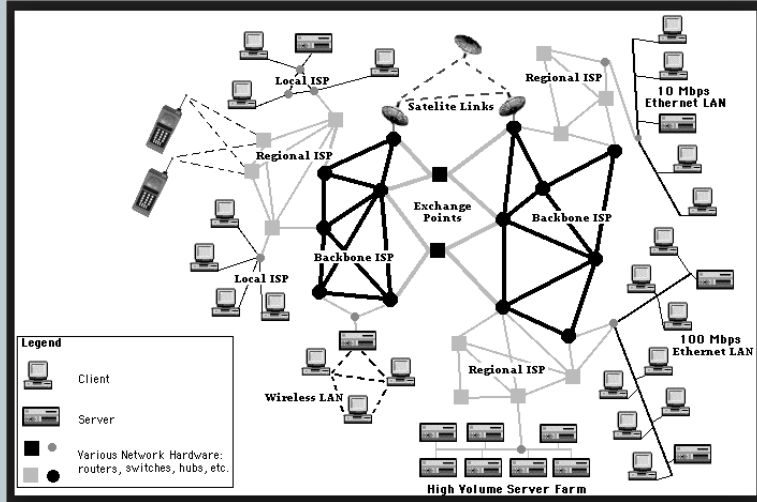 Local ISP
Regional ISP
Satelite Links
Regional ISP
10 Mbps
Ethernet LAN
Exchange
Points
Backbone ISP
Backbone ISP
Local ISP
Wireless LAN
Regional ISP
100 Mbps
Ethernet LAN
High Volume Server Farm
Legend
Client
Server
Various Network Hardware:
routers, switches, hubs, etc.